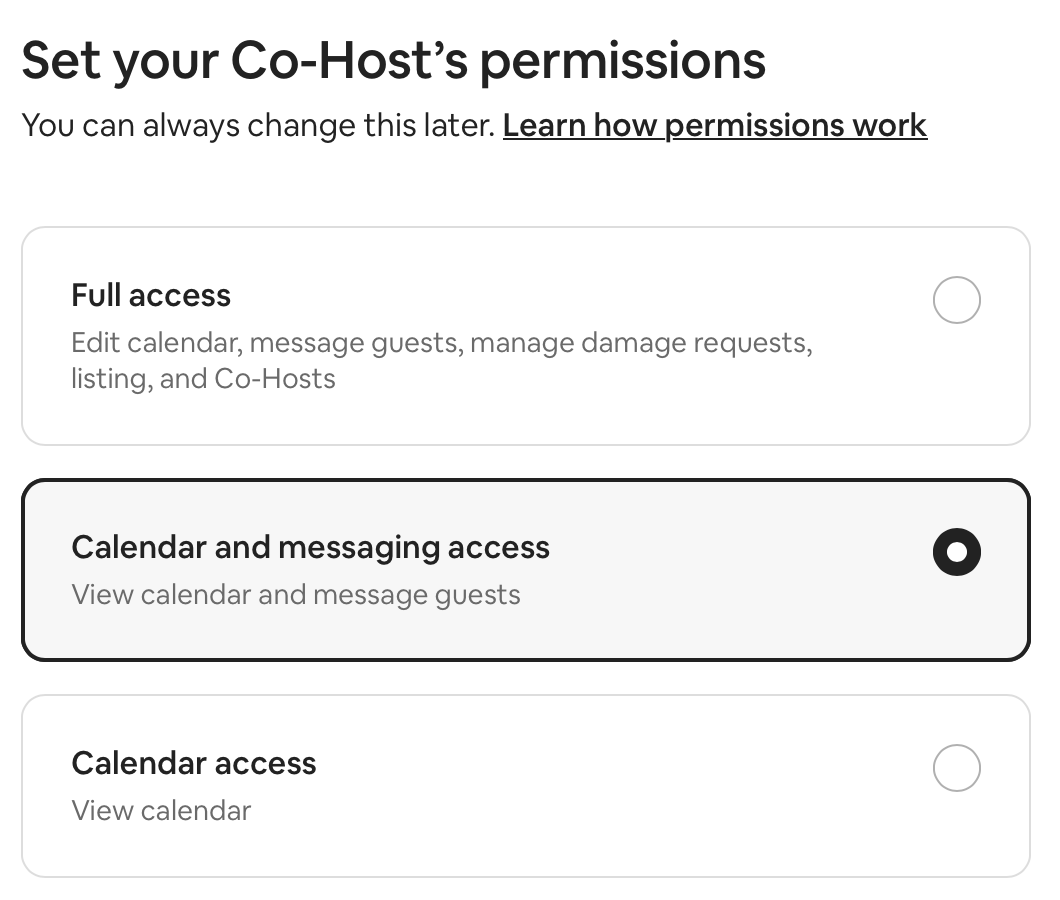 Set your Co-Host’s permissions
You can always change this later. Learn how permissions work
Full access
Edit calendar, message guests, manage damage requests,
listing, and Co-Hosts
Calendar and messaging access
View calendar and message guests
Calendar access
View calendar